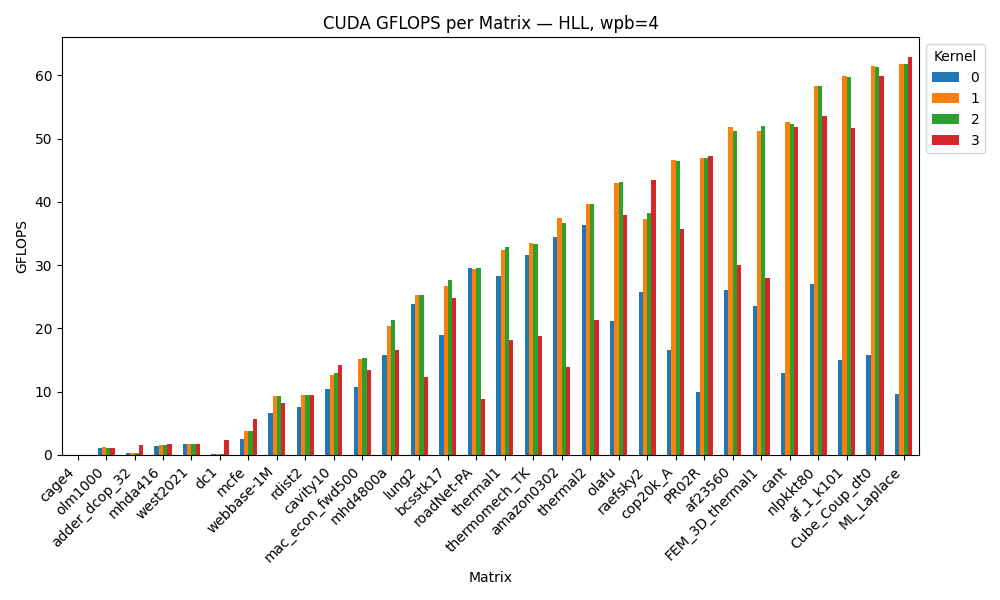 CUDA GFLOPS per Matrix — HLL, wpb=4
Kernel
0
1
2
3
GFLOPS
60
50
40
30
20
10
0
cage4
olm1000
adder_dcop_32
mhda416
west2021
dc1
mcfe
webbase-1M
rdist2
cavity10
mac_econ_fwd500
mhd4800a
lung2
bcsstk17
roadNet-PA
thermal1
thermomech_TK
amazon0302
thermal2
olafu
raefsky2
cop20k_A
PR02R
af23560
FEM_3D_thermal1
cant
nlpkkt80
af_1_k101
Cube_Coup_dt0
ML_Laplace
Matrix